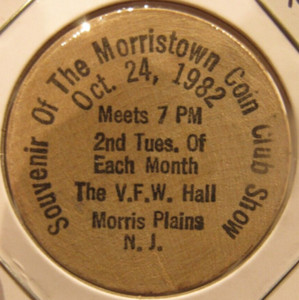 Souvenir Of The Morristown Coin Club Show
Oct. 24, 1982
Meets 7 PM
2nd Tues. Of
Each Month
The V.F.W. Hall
Morris Plains
N. J.